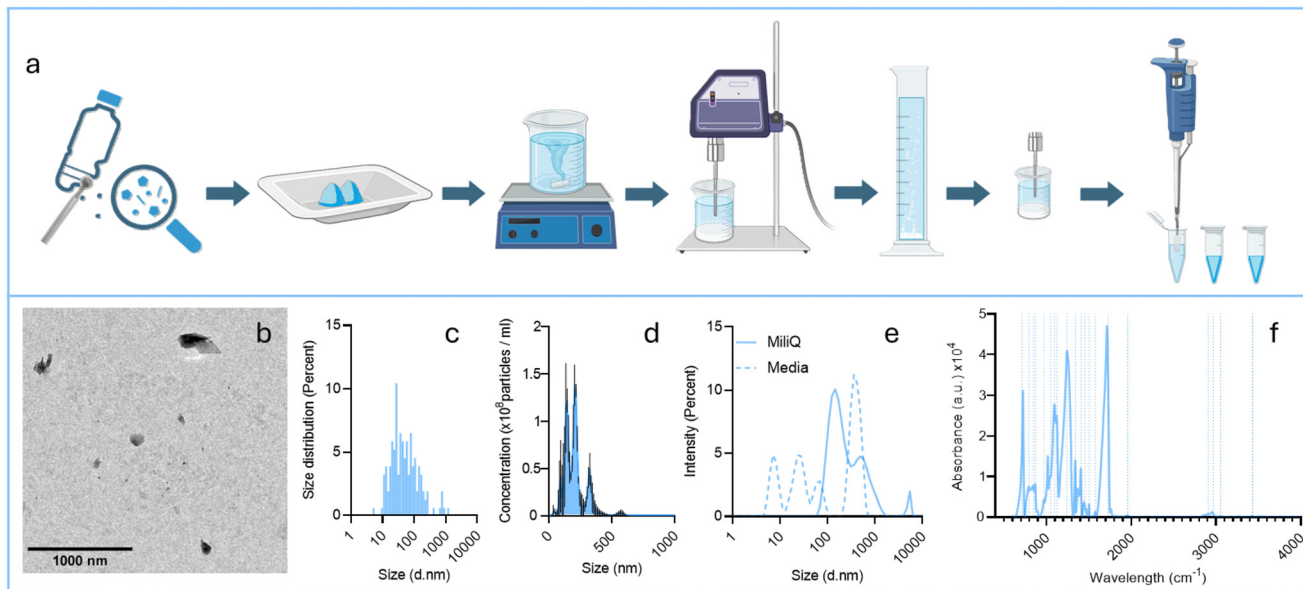 a
b
1000 nm
c
Size distribution (Percent)
15
10
5
0
1
10
100
1000
10000
Size (d.nm)
d
Concentration (x10⁸particles / ml)
2
1.5
1
0.5
0
0
500
1000
Size (nm)
e
MiliQ
Media
Intensity (Percent)
15
10
5
0
1
10
100
1000
10000
Size (d.nm)
f
Absorbance (a.u.) x10⁴
5
4
3
2
1
0
1000
2000
3000
4000
Wavelength (cm⁻¹)